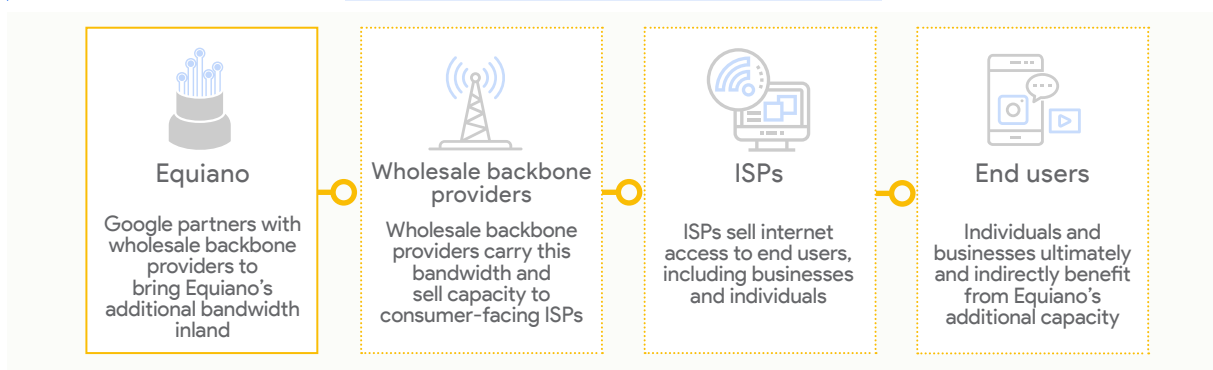 Equiano
Google partners with
wholesale backbone
providers to
bring Equiano's
additional bandwidth
inland
Wholesale backbone
providers
Wholesale backbone
providers carry this
bandwidth and
sell capacity to
consumer-facing ISPs
ISPs
ISPs sell internet
access to end users,
including businesses
and individuals
End users
Individuals and
businesses ultimately
and indirectly benefit
from Equiano's
additional capacity